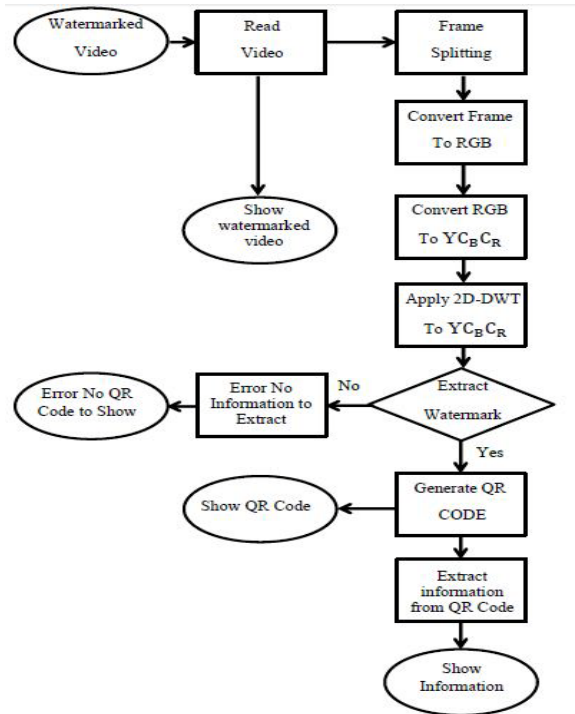 Watermarked
Video
Read
Video
Frame
Splitting
Convert Frame
To RGB
Show
watermarked
video
Convert RGB
To YCBCR
Apply 2D-DWT
To YCBCR
Error No QR
Code to Show
Error No
Information to
Extract
No
Extract
Watermark
Yes
Show QR Code
Generate QR
CODE
Extract
information
from QR Code
Show
Information